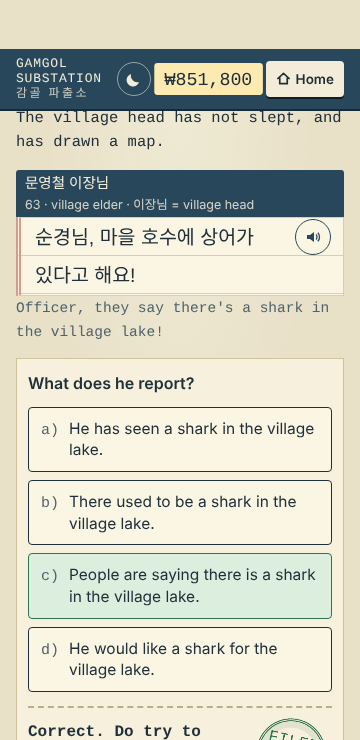 GAMGOL
SUBSTATION
감골 파출소
₩851,800
Home
The village head has not slept, and
has drawn a map.
문영철 이장님
63 · village elder · 이장님 = village head
순경님, 마을 호수에 상어가
있다고 해요!
Officer, they say there's a shark in
the village lake!
What does he report?
a) He has seen a shark in the village
lake.
b) There used to be a shark in the
village lake.
c) People are saying there is a shark
in the village lake.
d) He would like a shark for the
village lake.
Correct. Do try to